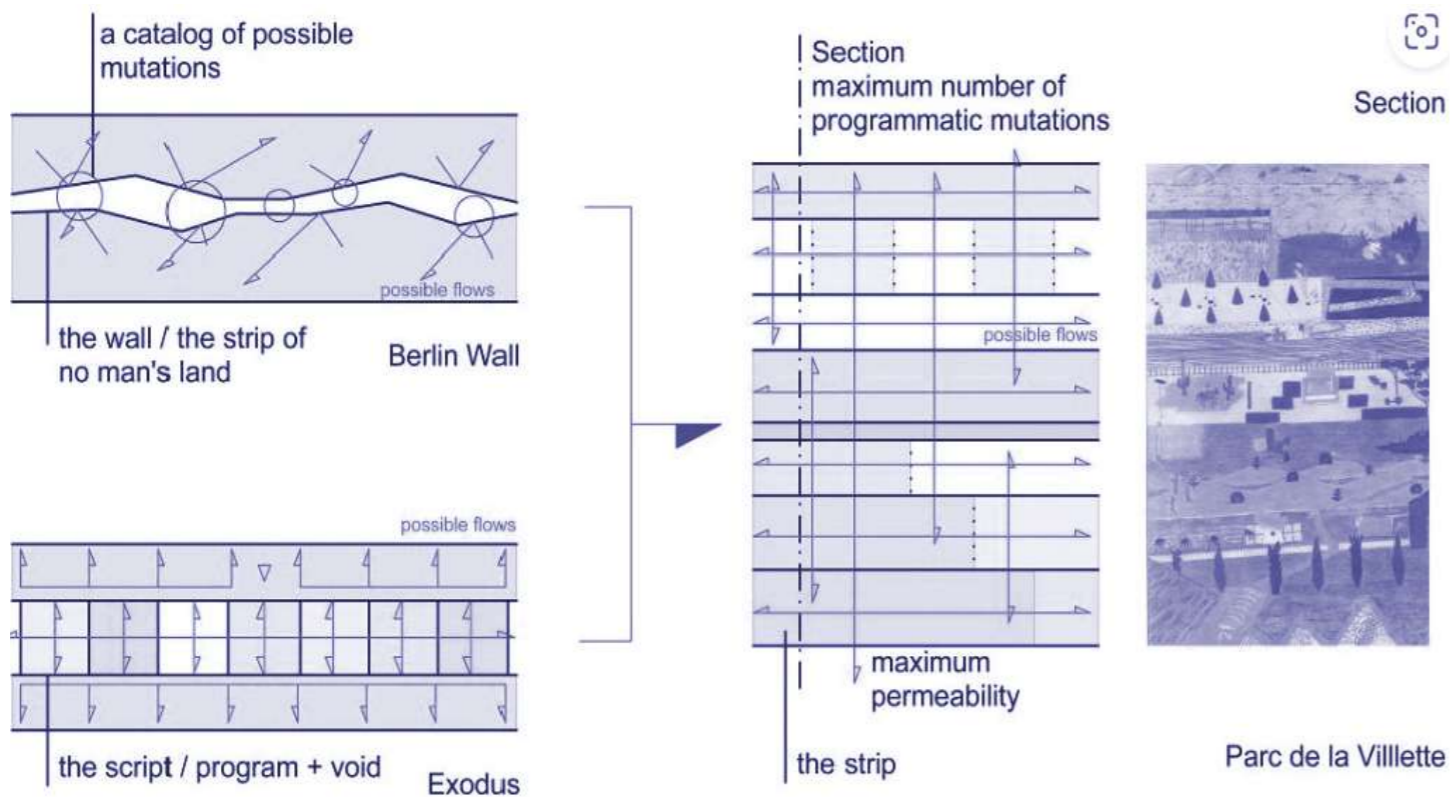 a catalog of possible
mutations
possible flows
the wall / the strip of
no man's land
Berlin Wall
possible flows
the script / program + void
Exodus
Section
maximum number of
programmatic mutations
possible flows
maximum
permeability
the strip
Section
Parc de la Villlette